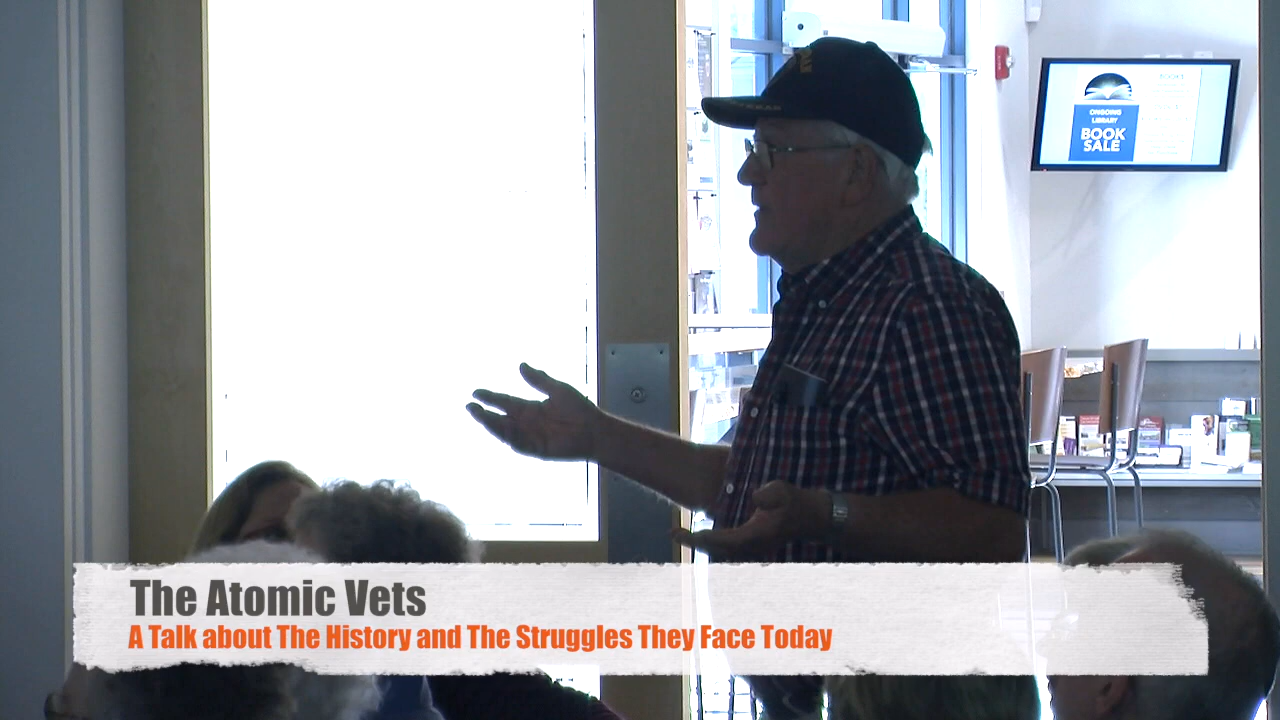 ONGOING
LIBRARY
BOOK
SALE
The Atomic Vets
A Talk about The History and The Struggles They Face Today